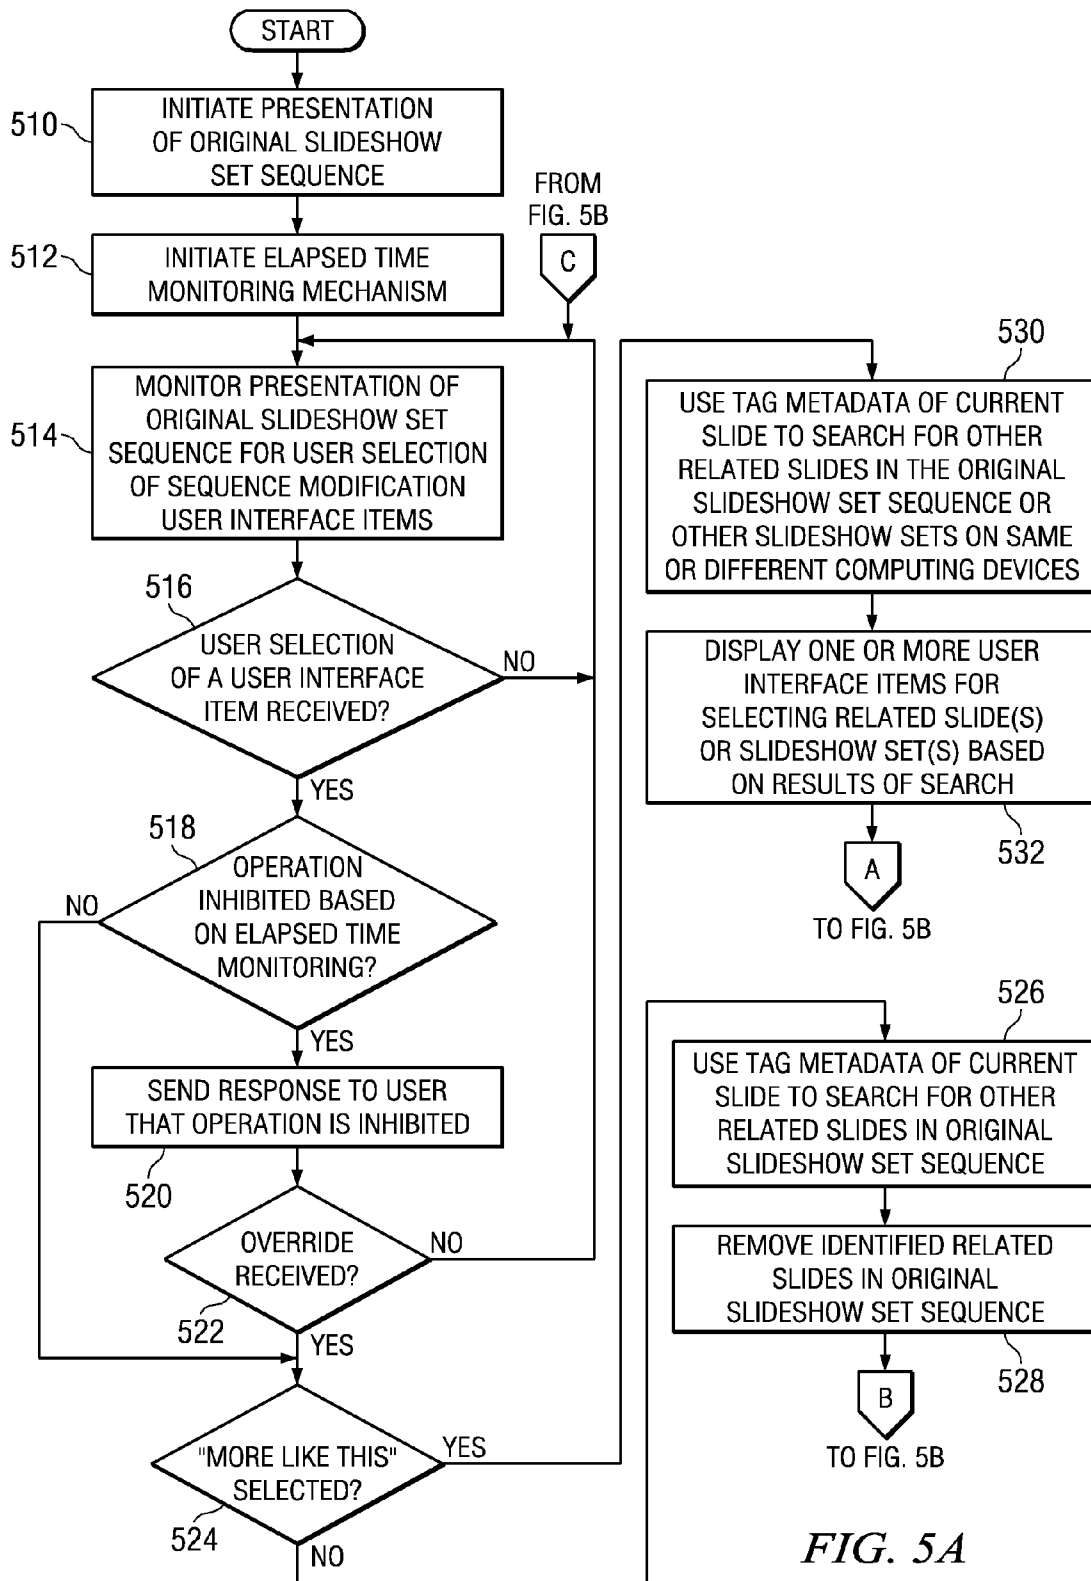 START
510
INITIATE PRESENTATION
OF ORIGINAL SLIDESHOW
SET SEQUENCE
512
INITIATE ELAPSED TIME
MONITORING MECHANISM
FROM
FIG. 5B
C
514
MONITOR PRESENTATION OF
ORIGINAL SLIDESHOW SET
SEQUENCE FOR USER SELECTION
OF SEQUENCE MODIFICATION
USER INTERFACE ITEMS
516
USER SELECTION
OF A USER INTERFACE
ITEM RECEIVED?
NO
YES
518
OPERATION
INHIBITED BASED
ON ELAPSED TIME
MONITORING?
NO
YES
SEND RESPONSE TO USER
THAT OPERATION IS INHIBITED
520
OVERRIDE
RECEIVED?
NO
522
YES
"MORE LIKE THIS"
SELECTED?
YES
524
NO
530
USE TAG METADATA OF CURRENT
SLIDE TO SEARCH FOR OTHER
RELATED SLIDES IN THE ORIGINAL
SLIDESHOW SET SEQUENCE OR
OTHER SLIDESHOW SETS ON SAME
OR DIFFERENT COMPUTING DEVICES
DISPLAY ONE OR MORE USER
INTERFACE ITEMS FOR
SELECTING RELATED SLIDE(S)
OR SLIDESHOW SET(S) BASED
ON RESULTS OF SEARCH
532
A
TO FIG. 5B
526
USE TAG METADATA OF CURRENT
SLIDE TO SEARCH FOR OTHER
RELATED SLIDES IN ORIGINAL
SLIDESHOW SET SEQUENCE
REMOVE IDENTIFIED RELATED
SLIDES IN ORIGINAL
SLIDESHOW SET SEQUENCE
528
B
TO FIG. 5B
FIG. 5A